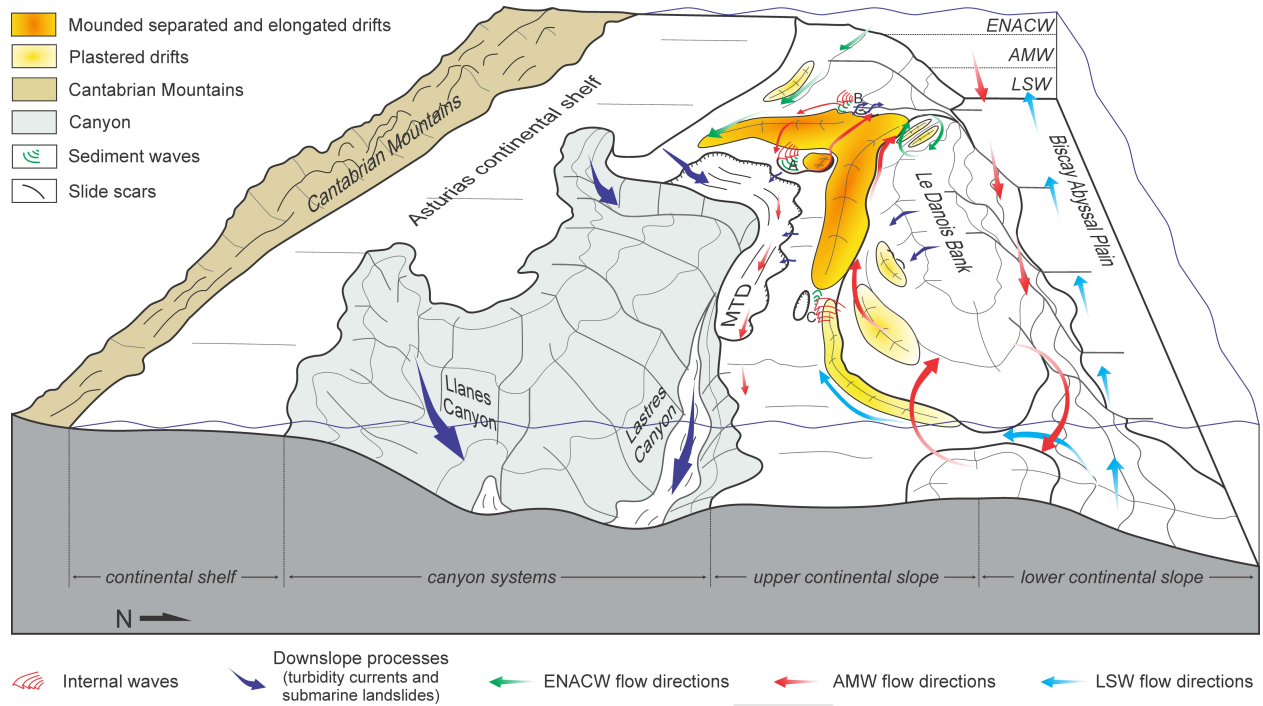 Mounded separated and elongated drifts
Plastered drifts
Cantabrian Mountains
Canyon
Sediment waves
Slide scars
ENACW
AMW
LSW
Cantabrian Mountains
Asturias continental shelf
Biscay Abyssal Plain
Le Danois Bank
B
A
C
MTD
Llanes
Canyon
Lastres
Canyon
continental shelf
canyon systems
upper continental slope
lower continental slope
N
Internal waves
Downslope processes
(turbidity currents and
submarine landslides)
ENACW flow directions
AMW flow directions
LSW flow directions